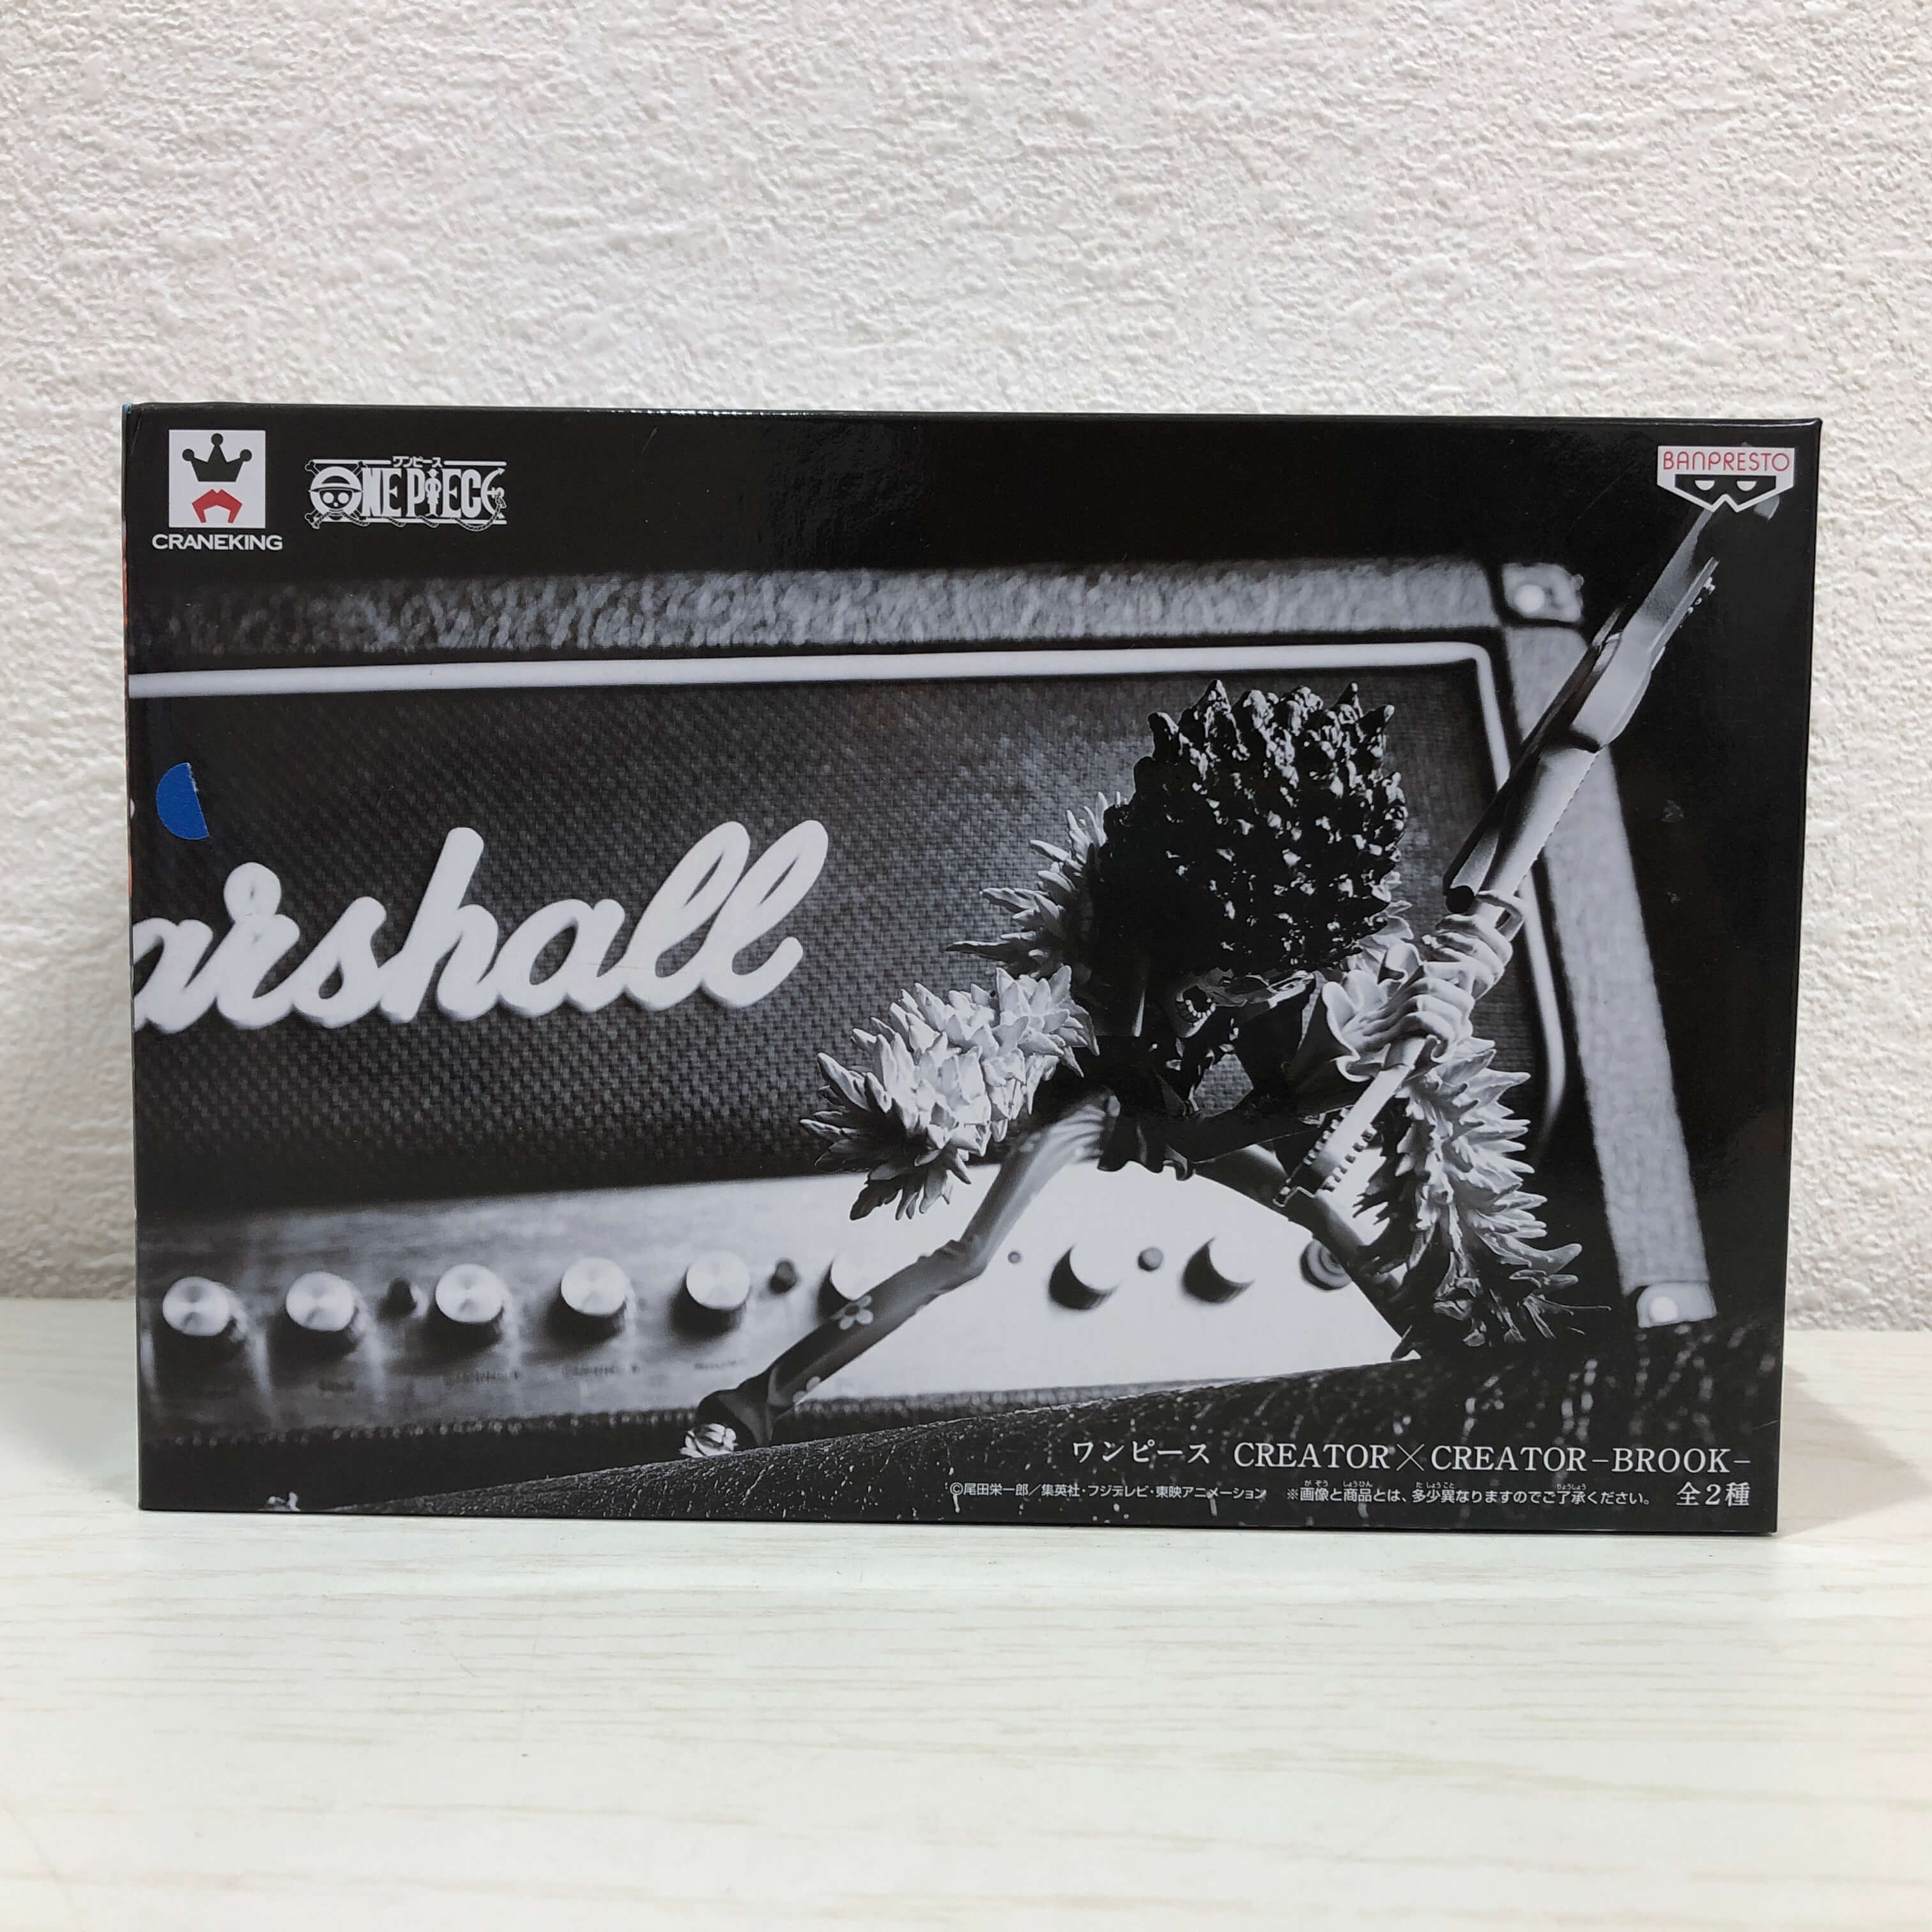 CRANEKING
ワンピース
ONE PIECE
BANPRESTO
arshall
ワンピース CREATOR×CREATOR-BROOK-
©尾田栄一郎/集英社・フジテレビ・東映アニメーション ※画像と商品とは、多少異なりますのでご了承ください。 全2種